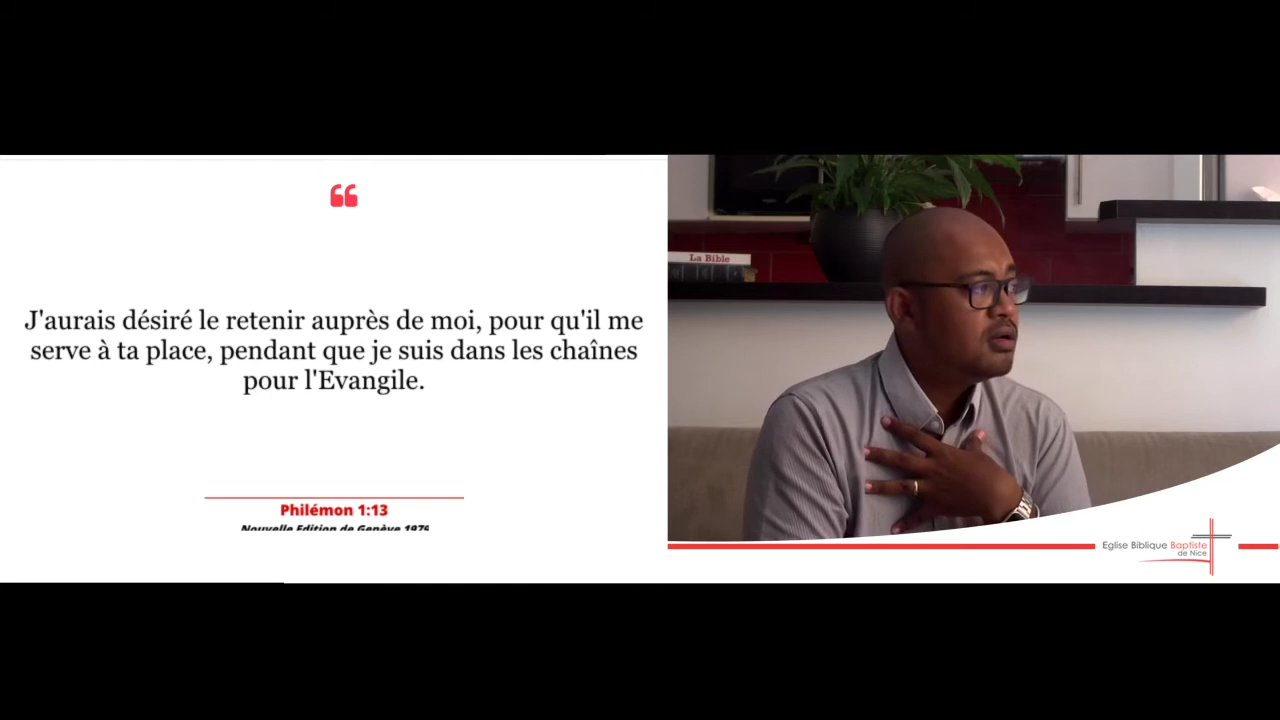 J'aurais désiré le retenir auprès de moi, pour qu'il me
serve à ta place, pendant que je suis dans les chaînes
pour l'Evangile.
Philémon 1:13
Nouvelle Edition de Genève 1979
La Bible
Eglise Biblique Baptiste
de Nice